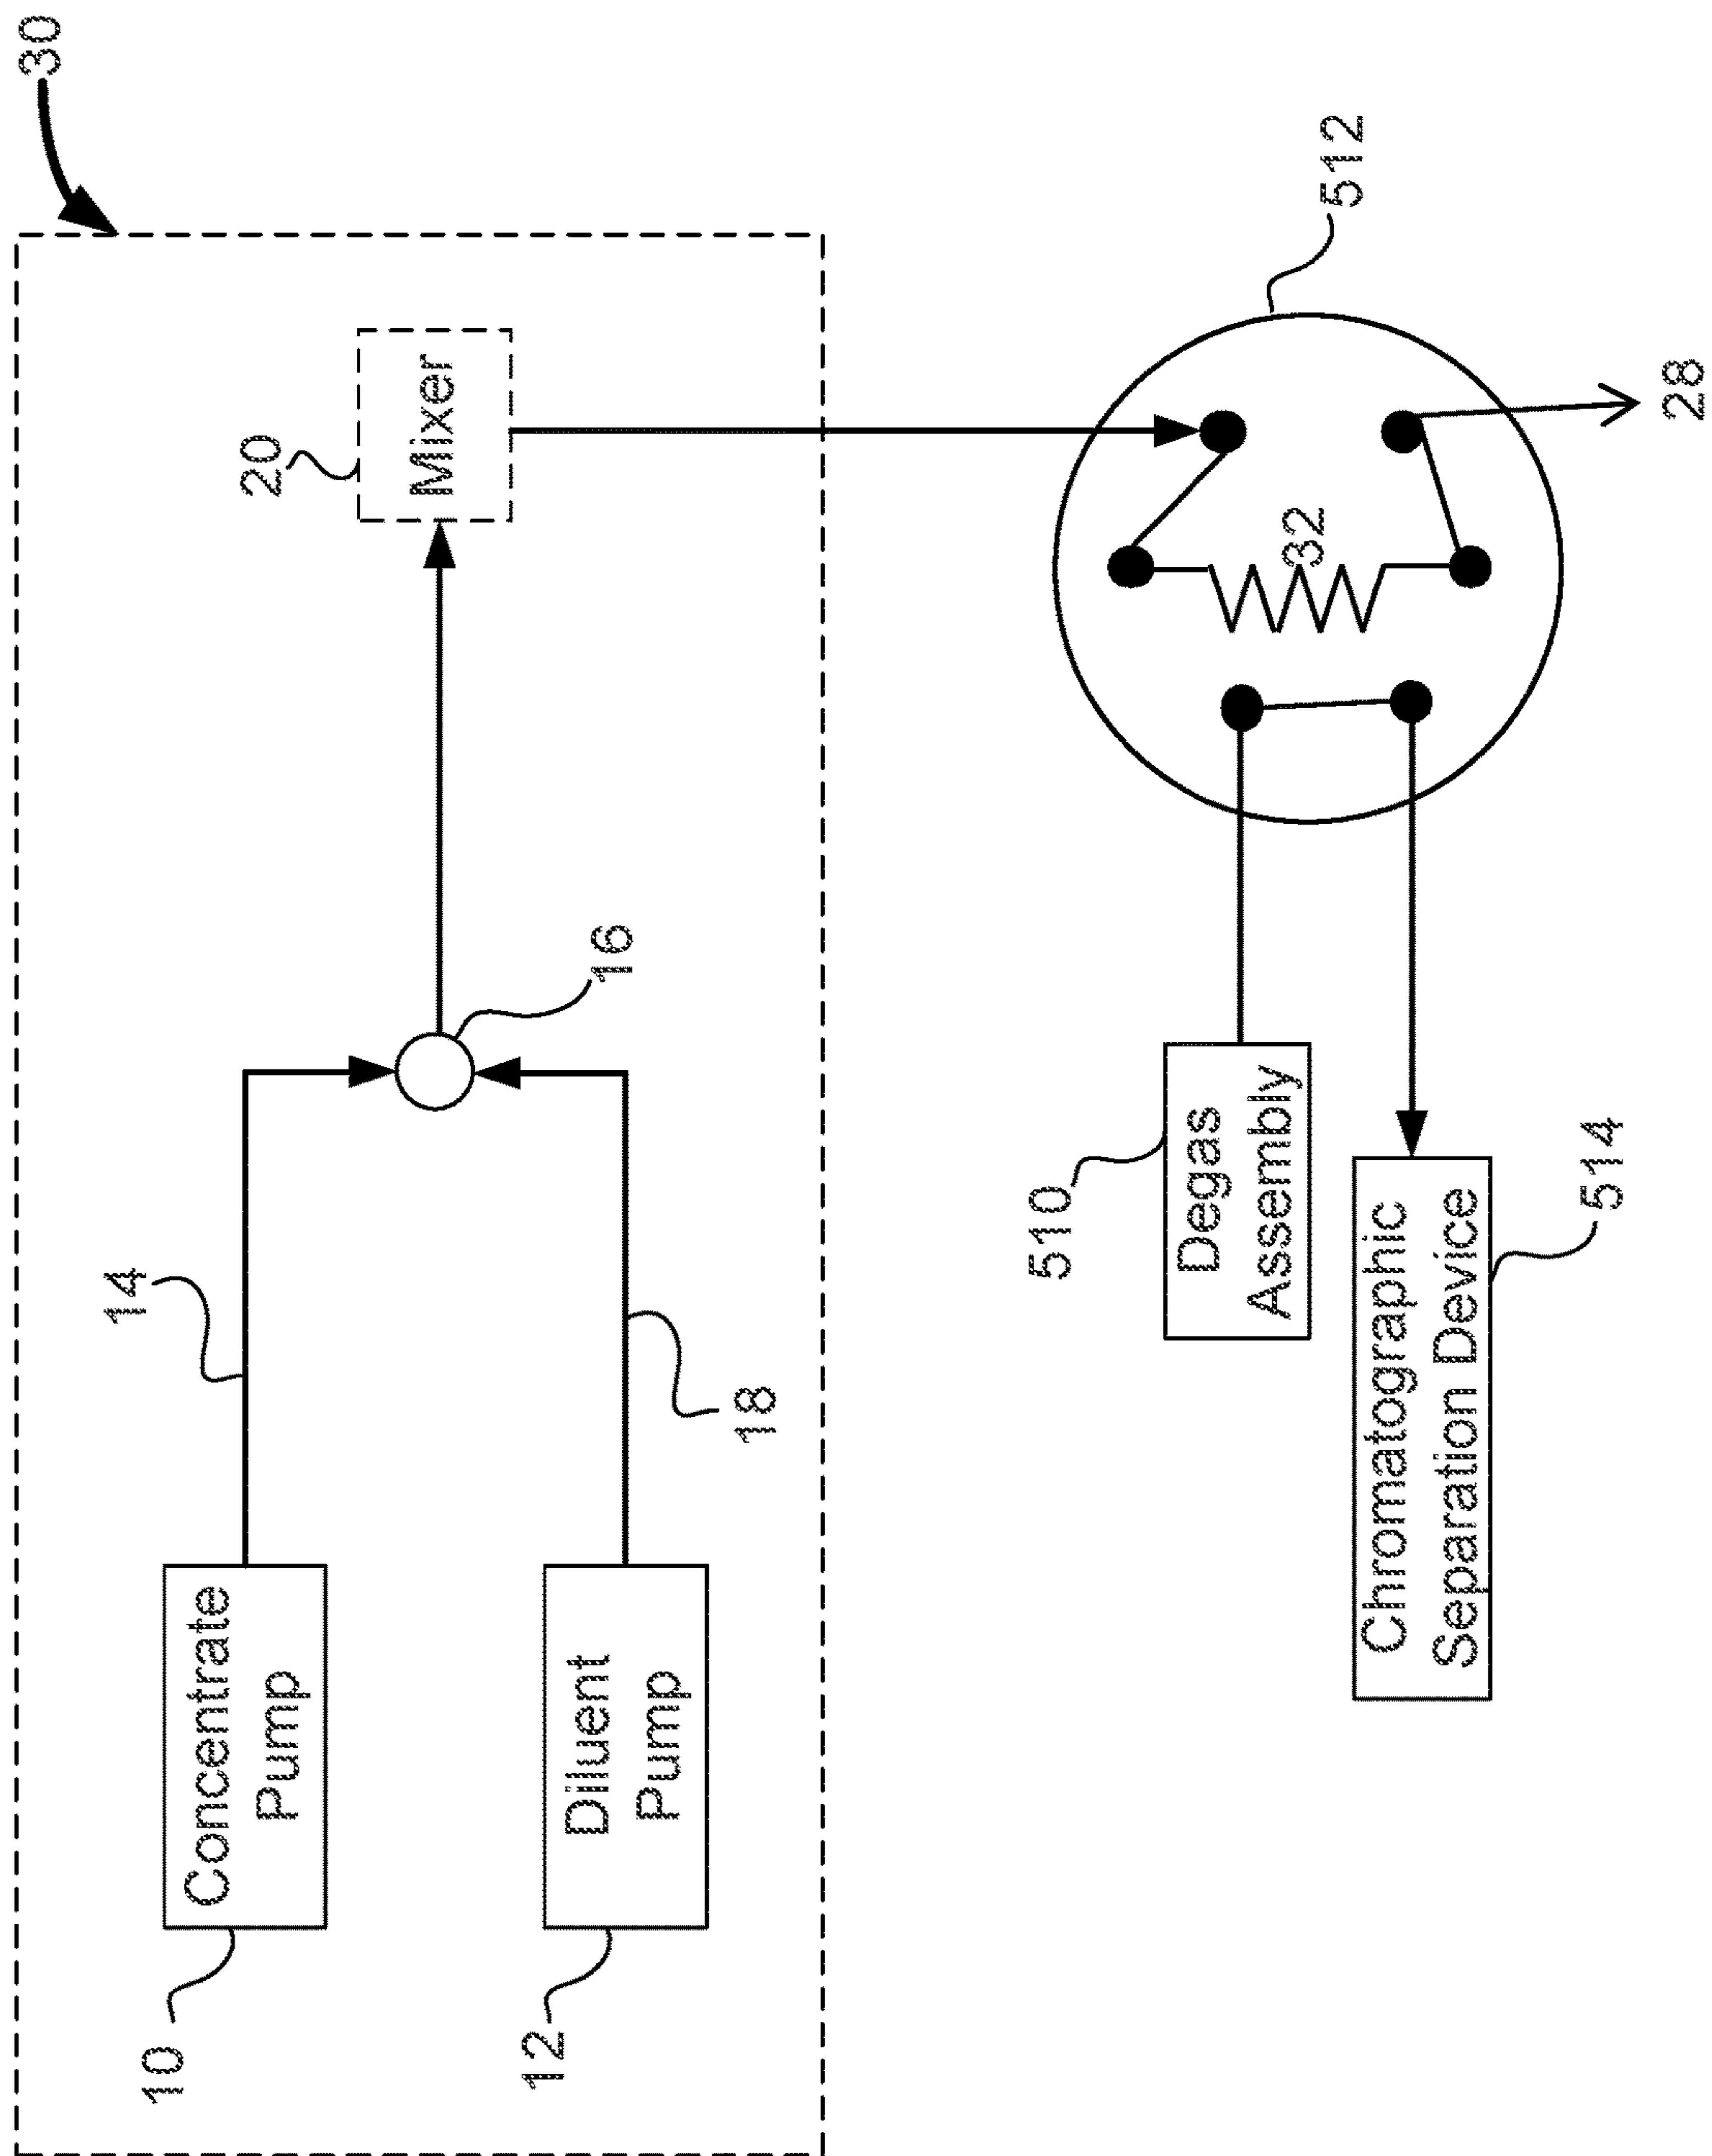 30
10
Concentrate
Pump
14
12
Diluent
Pump
18
16
20
Mixer
510
Degas
Assembly
512
32
28
Chromatographic
Separation Device
514